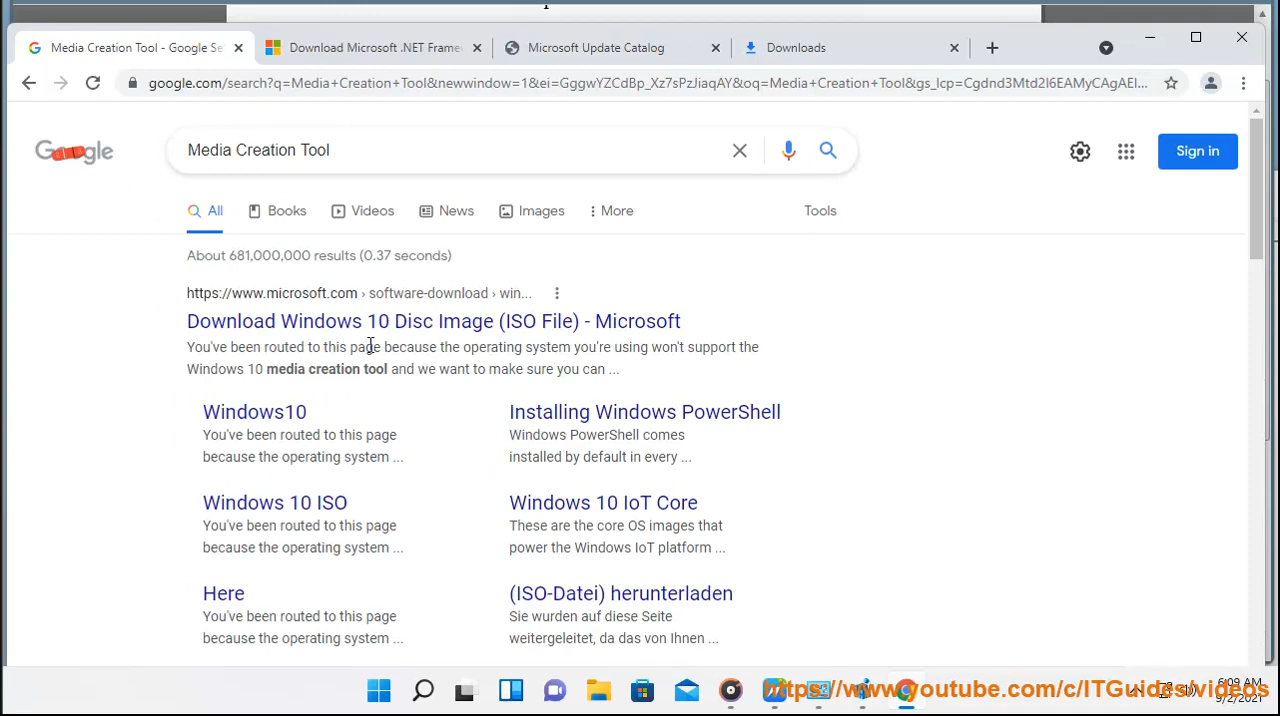 Media Creation Tool - Google Se
Download Microsoft .NET Frame
Microsoft Update Catalog
Downloads
google.com/search?q=Media+Creation+Tool&newwindow=1&ei=GggwYZCdBp_Xz7sPzJiaqAY&oq=Media+Creation+Tool&gs_lcp=Cgdnd3Mtd2l6EAMyCAgAEI...
Google
Media Creation Tool
Sign in
All
Books
Videos
News
Images
More
Tools
About 681,000,000 results (0.37 seconds)
https://www.microsoft.com › software-download › win...
Download Windows 10 Disc Image (ISO File) - Microsoft
You've been routed to this page because the operating system you're using won't support the
Windows 10 media creation tool and we want to make sure you can ...
Windows10
You've been routed to this page
because the operating system ...
Installing Windows PowerShell
Windows PowerShell comes
installed by default in every ...
Windows 10 ISO
You've been routed to this page
because the operating system ...
Windows 10 IoT Core
These are the core OS images that
power the Windows IoT platform ...
Here
You've been routed to this page
because the operating system ...
(ISO-Datei) herunterladen
Sie wurden auf diese Seite
weitergeleitet, da das von Ihnen ...
6:09 AM
https://www.youtube.com/c/ITGuides/videos
9/2/2021